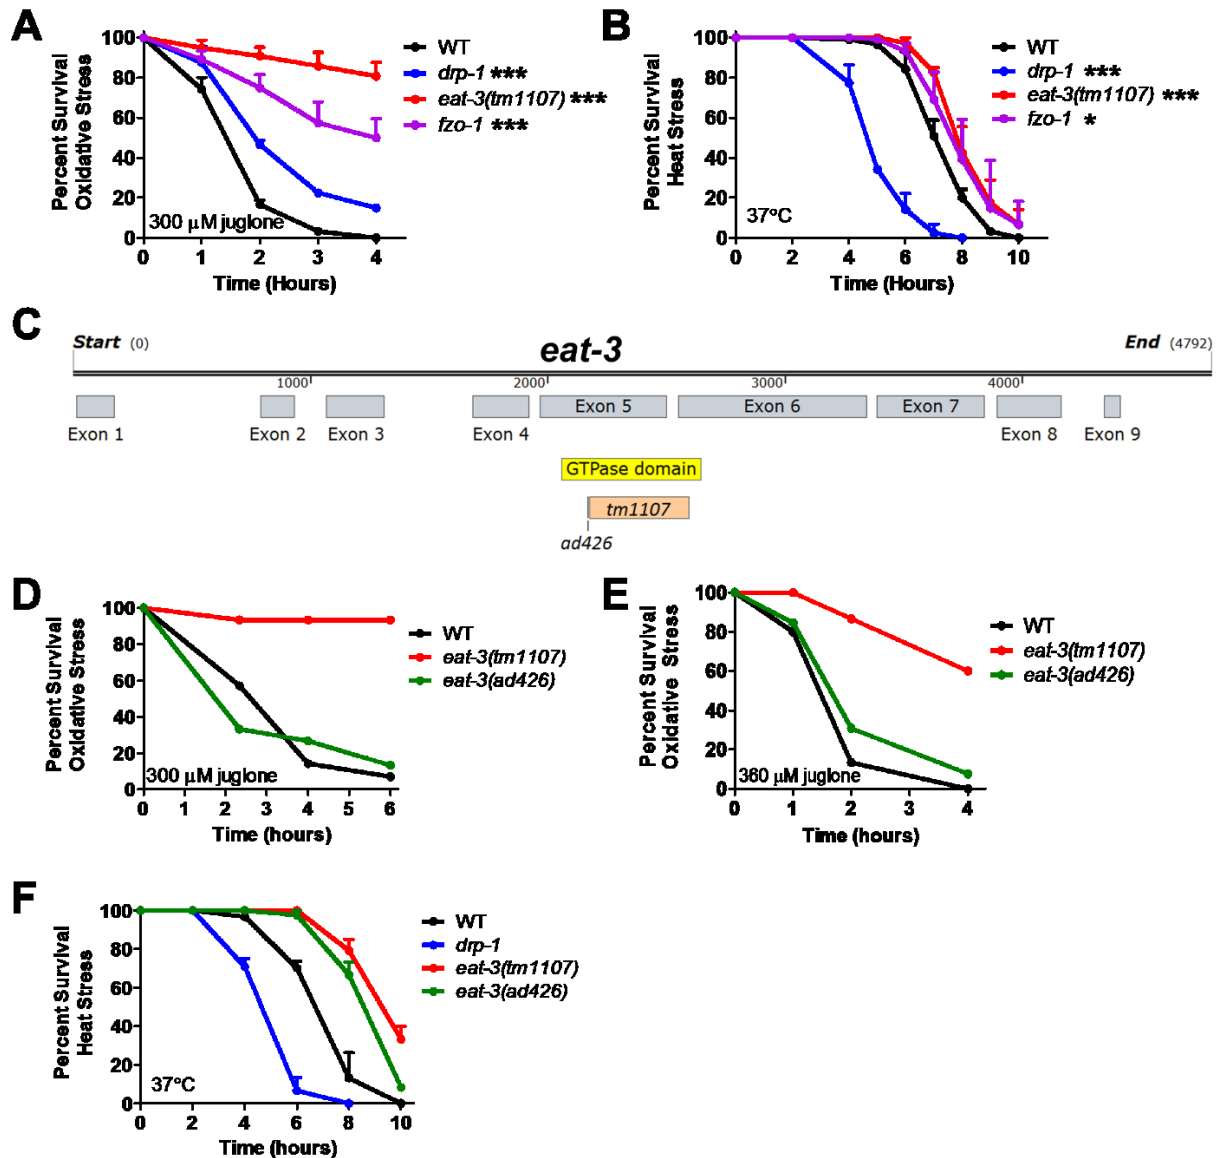 A
Percent Survival
Oxidative Stress
100
80
60
40
20
0
300 µM juglone
0 1 2 3 4
Time (Hours)
WT
drp-1 ***
eat-3(tm1107) ***
fzo-1 ***
B
Percent Survival
Heat Stress
100
80
60
40
20
0
37°C
0 2 4 6 8 10
Time (Hours)
WT
drp-1 ***
eat-3(tm1107) ***
fzo-1 *
C
Start (0) eat-3 End (4792)
1000 2000 3000 4000
Exon 5 Exon 6 Exon 7
Exon 1 Exon 2 Exon 3 Exon 4 Exon 8 Exon 9
GTPase domain
tm1107
ad426
D
Percent Survival
Oxidative Stress
100
80
60
40
20
0
300 µM juglone
0 1 2 3 4 5 6
Time (hours)
WT
eat-3(tm1107)
eat-3(ad426)
E
Percent Survival
Oxidative Stress
100
80
60
40
20
0
360 µM juglone
0 1 2 3 4
Time (hours)
WT
eat-3(tm1107)
eat-3(ad426)
F
Percent Survival
Heat Stress
100
80
60
40
20
0
37°C
0 2 4 6 8 10
Time (hours)
WT
drp-1
eat-3(tm1107)
eat-3(ad426)